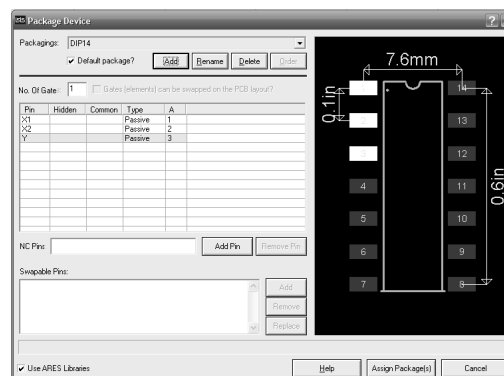 ISIS Package Device ?
Packagings: DIP14
Default package? Add Rename Delete Order
No. Of Gates: 1 Gates (elements) can be swapped on the PCB layout?
Pin Hidden Common Type A
X1 Passive 1
X2 Passive 2
Y Passive 3
NC Pins: Add Pin Remove Pin
Swapable Pins:
Add
Remove
Replace
Use ARES Libraries
Help Assign Package(s) Cancel
7.6mm
0.1in
0.6in
14
13
12
4 11
5 10
6 9
7 8